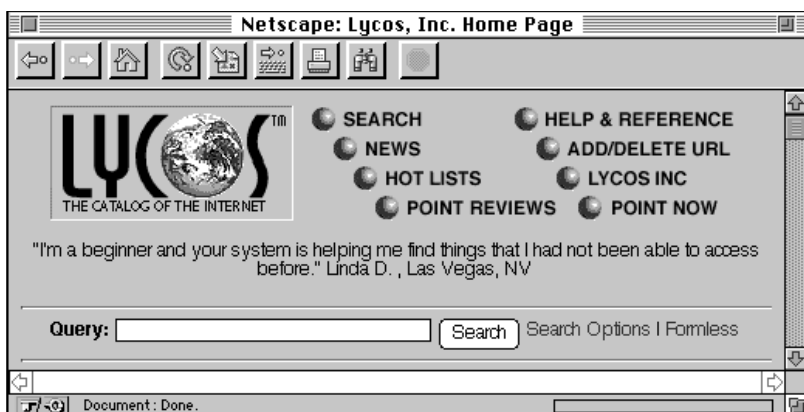 Netscape: Lycos, Inc. Home Page
LYCOS TM
THE CATALOG OF THE INTERNET
SEARCH
NEWS
HOT LISTS
POINT REVIEWS
HELP & REFERENCE
ADD/DELETE URL
LYCOS INC
POINT NOW
"I'm a beginner and your system is helping me find things that I had not been able to access
before." Linda D. , Las Vegas, NV
Query: Search Search Options | Formless
Document : Done.